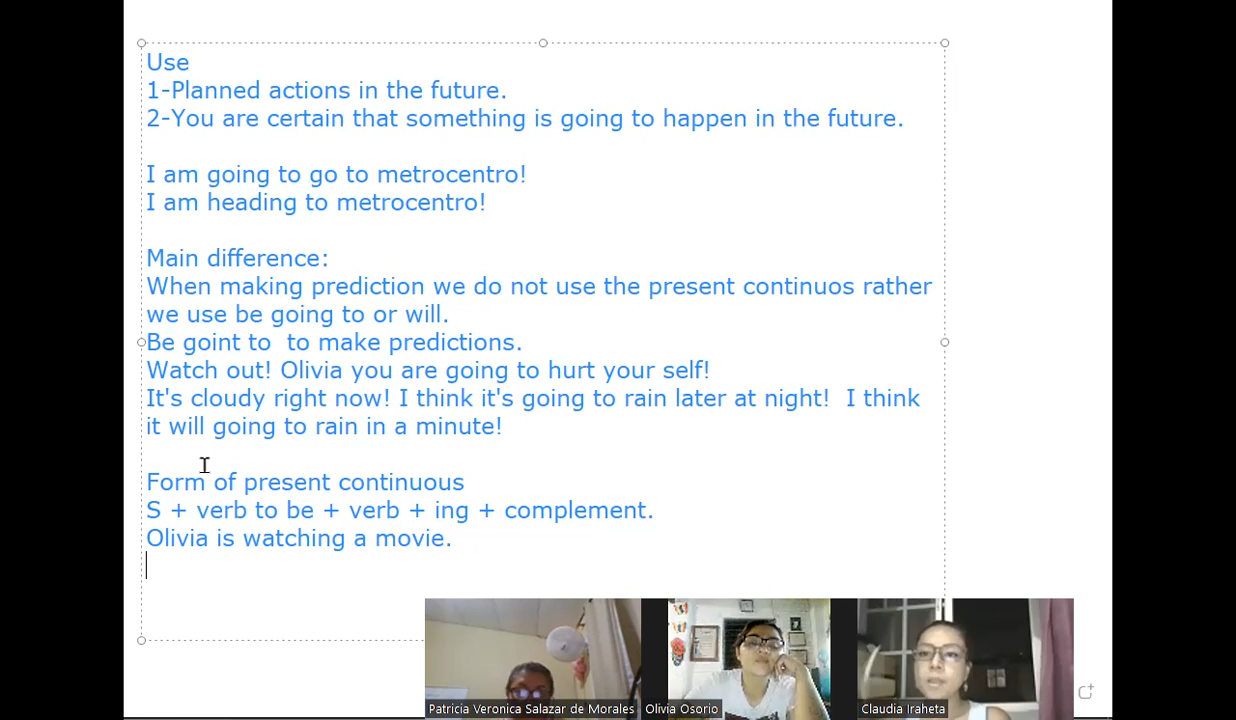 Use
1-Planned actions in the future.
2-You are certain that something is going to happen in the future.
I am going to go to metrocentro!
I am heading to metrocentro!
Main difference:
When making prediction we do not use the present continuos rather
we use be going to or will.
Be goint to  to make predictions.
Watch out! Olivia you are going to hurt your self!
It's cloudy right now! I think it's going to rain later at night!  I think
it will going to rain in a minute!
Form of present continuous
S + verb to be + verb + ing + complement.
Olivia is watching a movie.
Patricia Veronica Salazar de Morales
Olivia Osorio
Claudia Iraheta